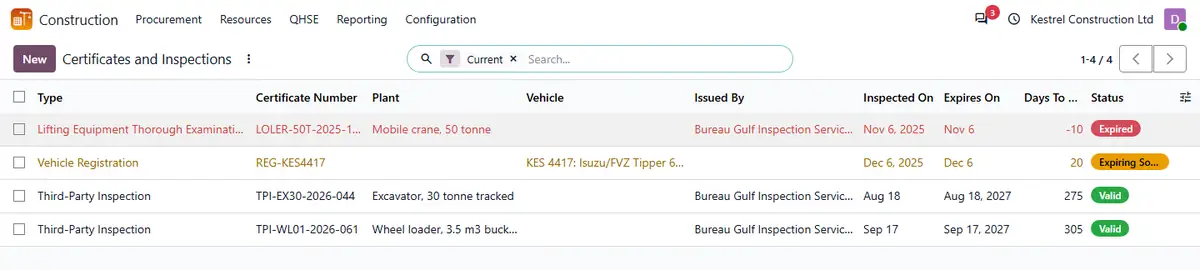 Construction Procurement Resources QHSE Reporting Configuration 3 Kestrel Construction Ltd D
New Certificates and Inspections Current × Search... 1-4 / 4
Type Certificate Number Plant Vehicle Issued By Inspected On Expires On Days To ... Status
Lifting Equipment Thorough Examinati... LOLER-50T-2025-1... Mobile crane, 50 tonne Bureau Gulf Inspection Servic... Nov 6, 2025 Nov 6 -10 Expired
Vehicle Registration REG-KES4417 KES 4417: Isuzu/FVZ Tipper 6... Dec 6, 2025 Dec 6 20 Expiring So...
Third-Party Inspection TPI-EX30-2026-044 Excavator, 30 tonne tracked Bureau Gulf Inspection Servic... Aug 18 Aug 18, 2027 275 Valid
Third-Party Inspection TPI-WL01-2026-061 Wheel loader, 3.5 m3 buck... Bureau Gulf Inspection Servic... Sep 17 Sep 17, 2027 305 Valid